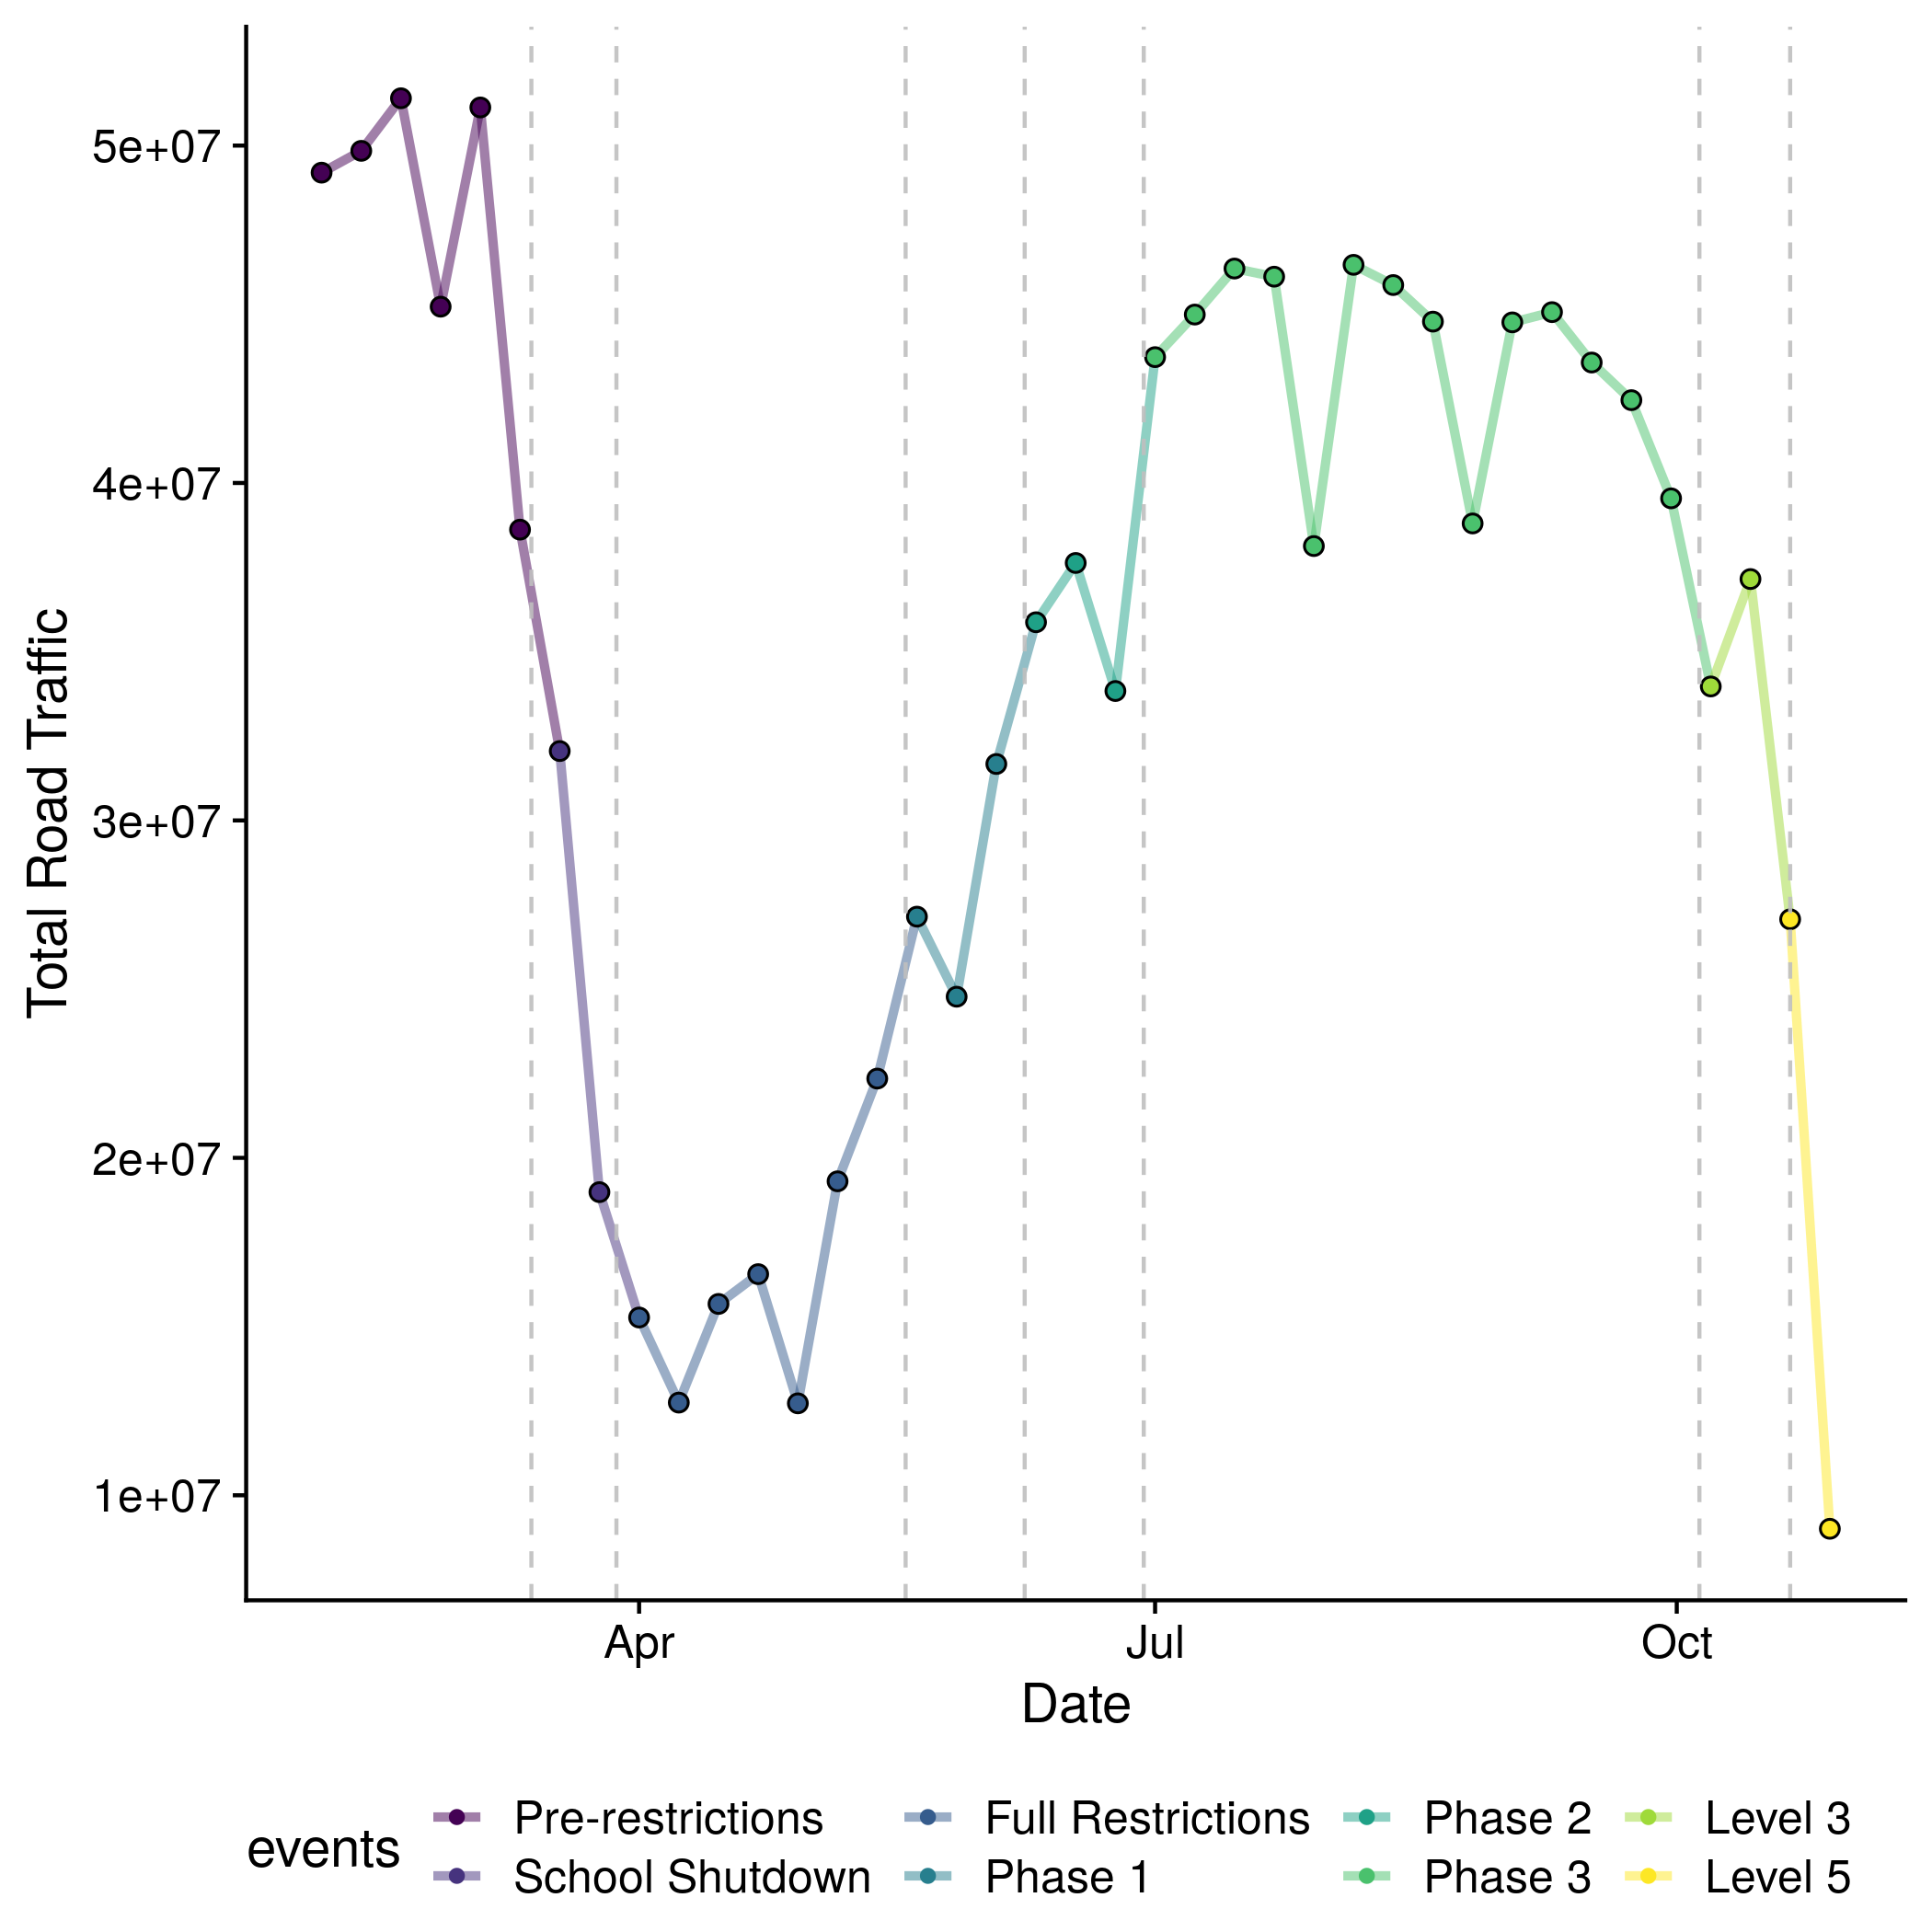 5e+07
4e+07
3e+07
2e+07
1e+07
Total Road Traffic
Apr Jul Oct
Date
events
Pre-restrictions Full Restrictions Phase 2 Level 3
School Shutdown Phase 1 Phase 3 Level 5